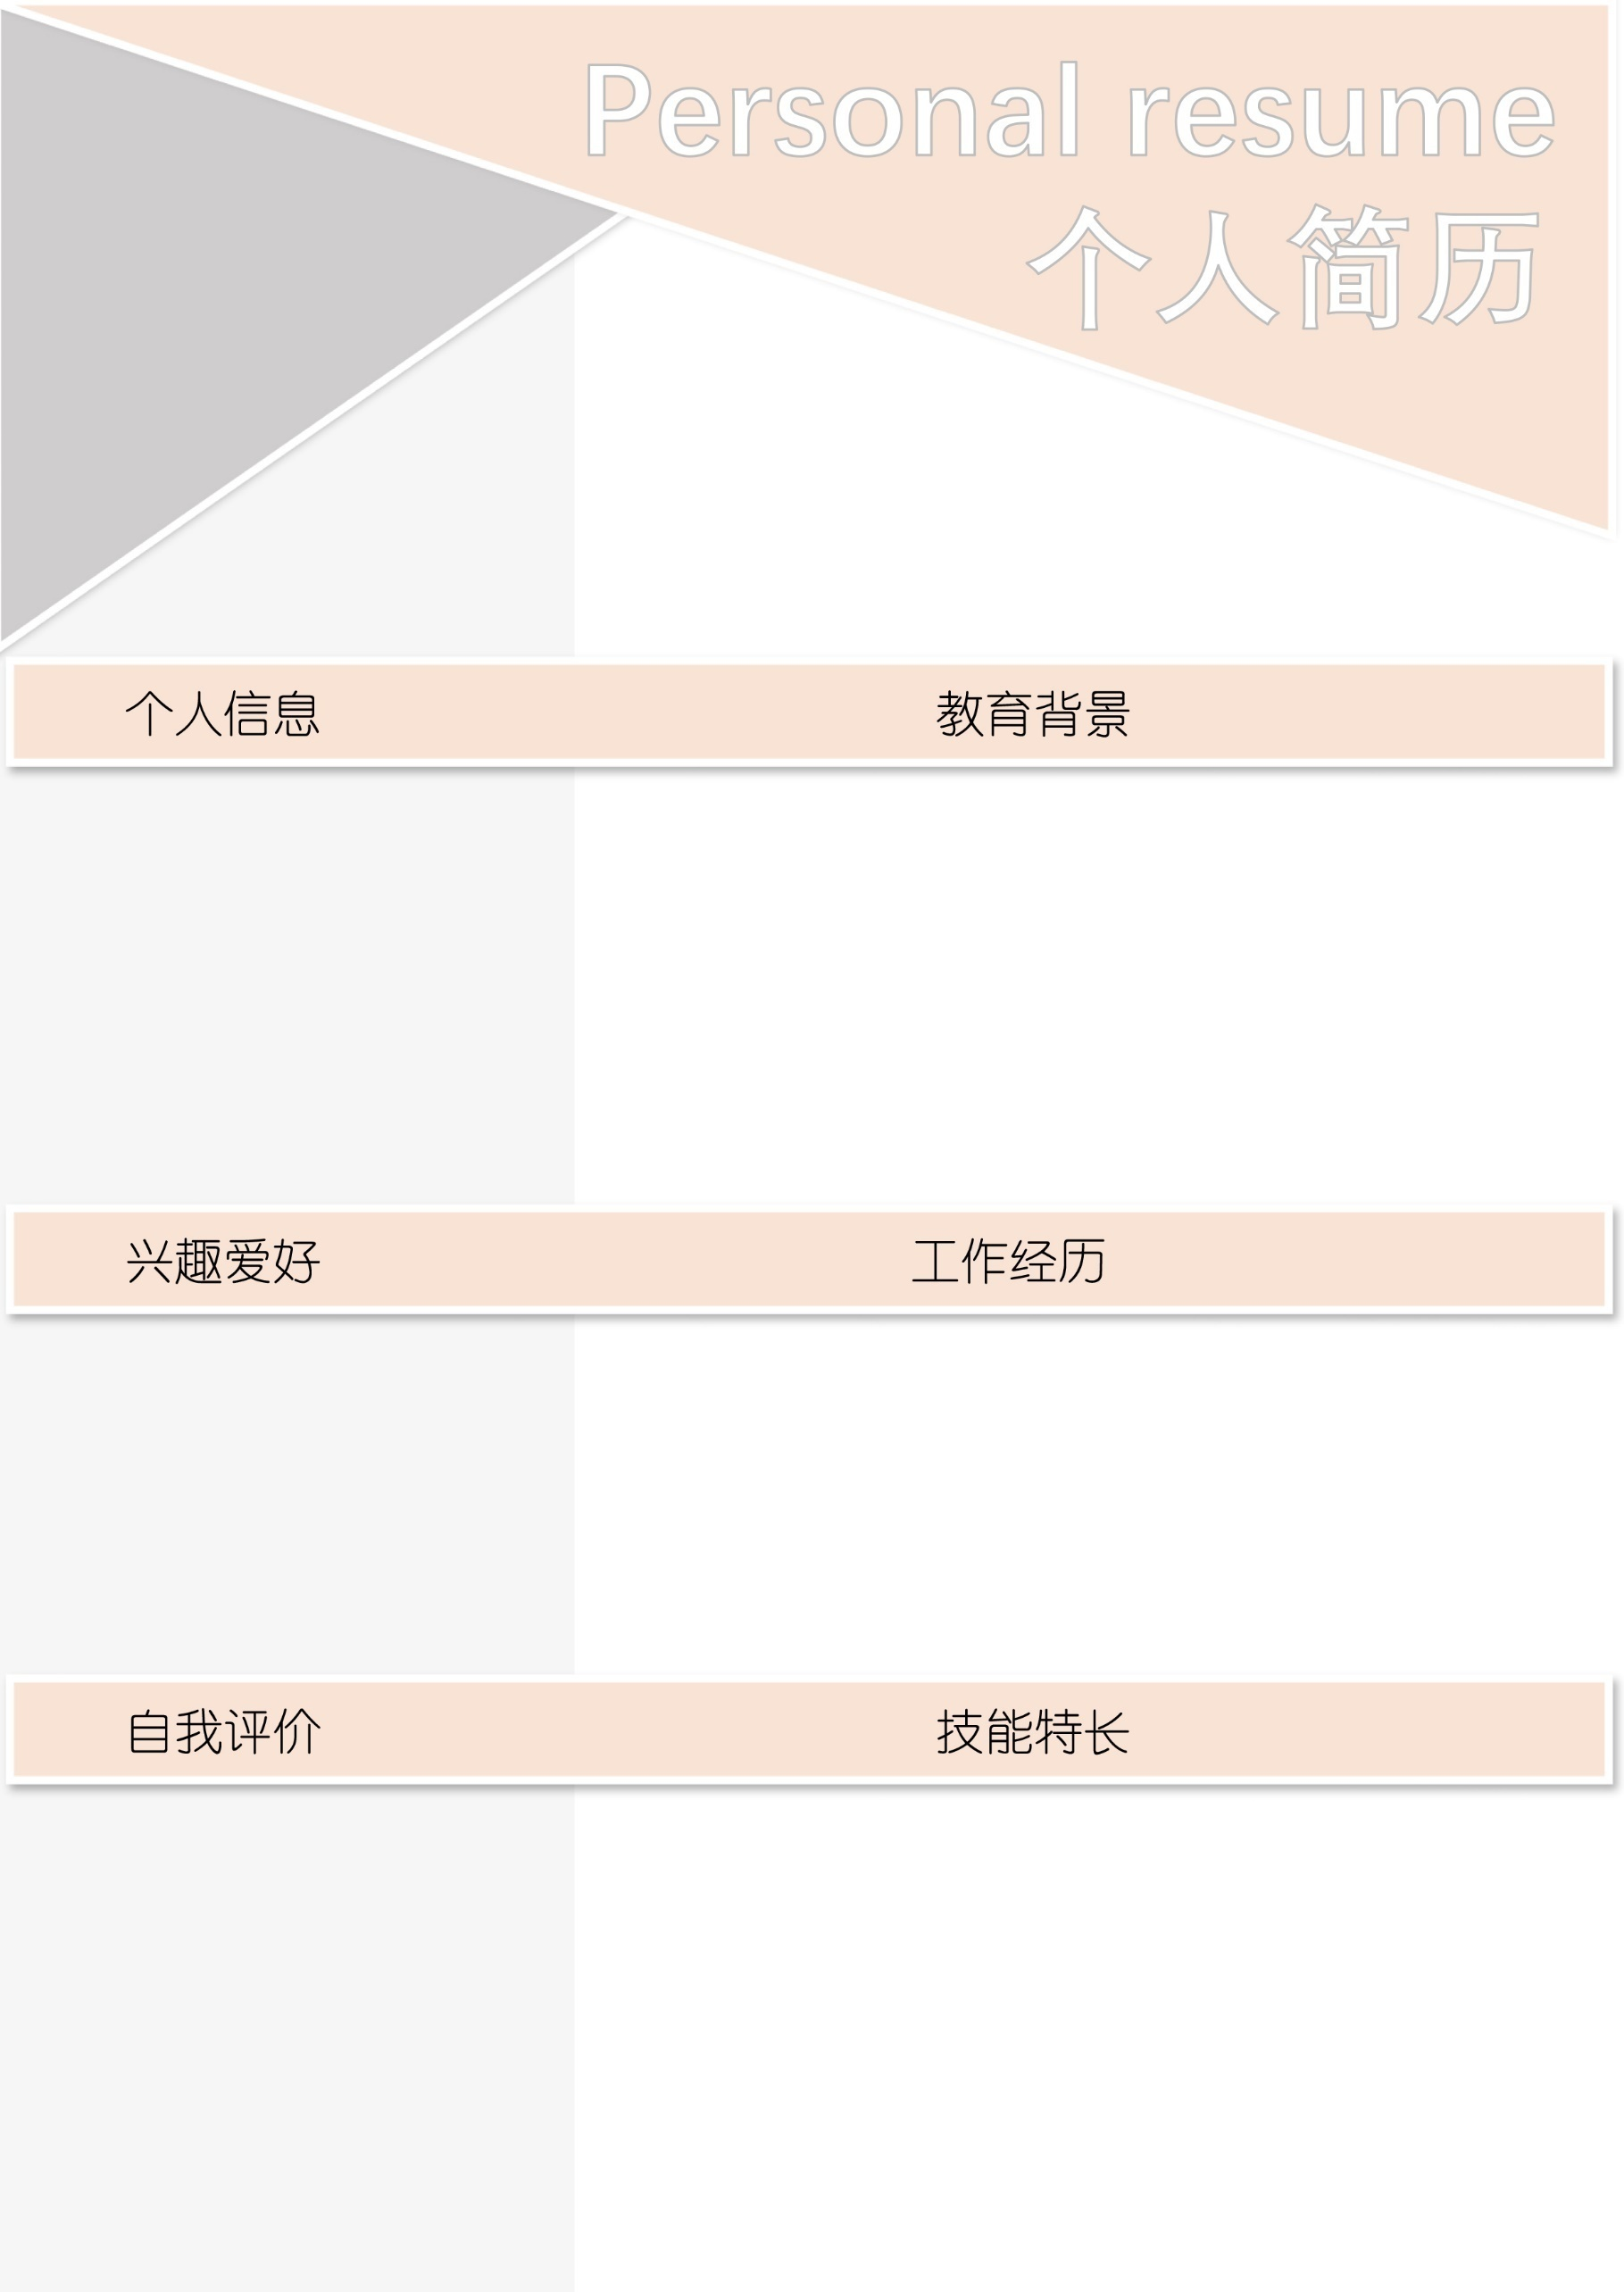 Personal resume
个人简历
个人信息
教育背景
兴趣爱好
工作经历
自我评价
技能特长